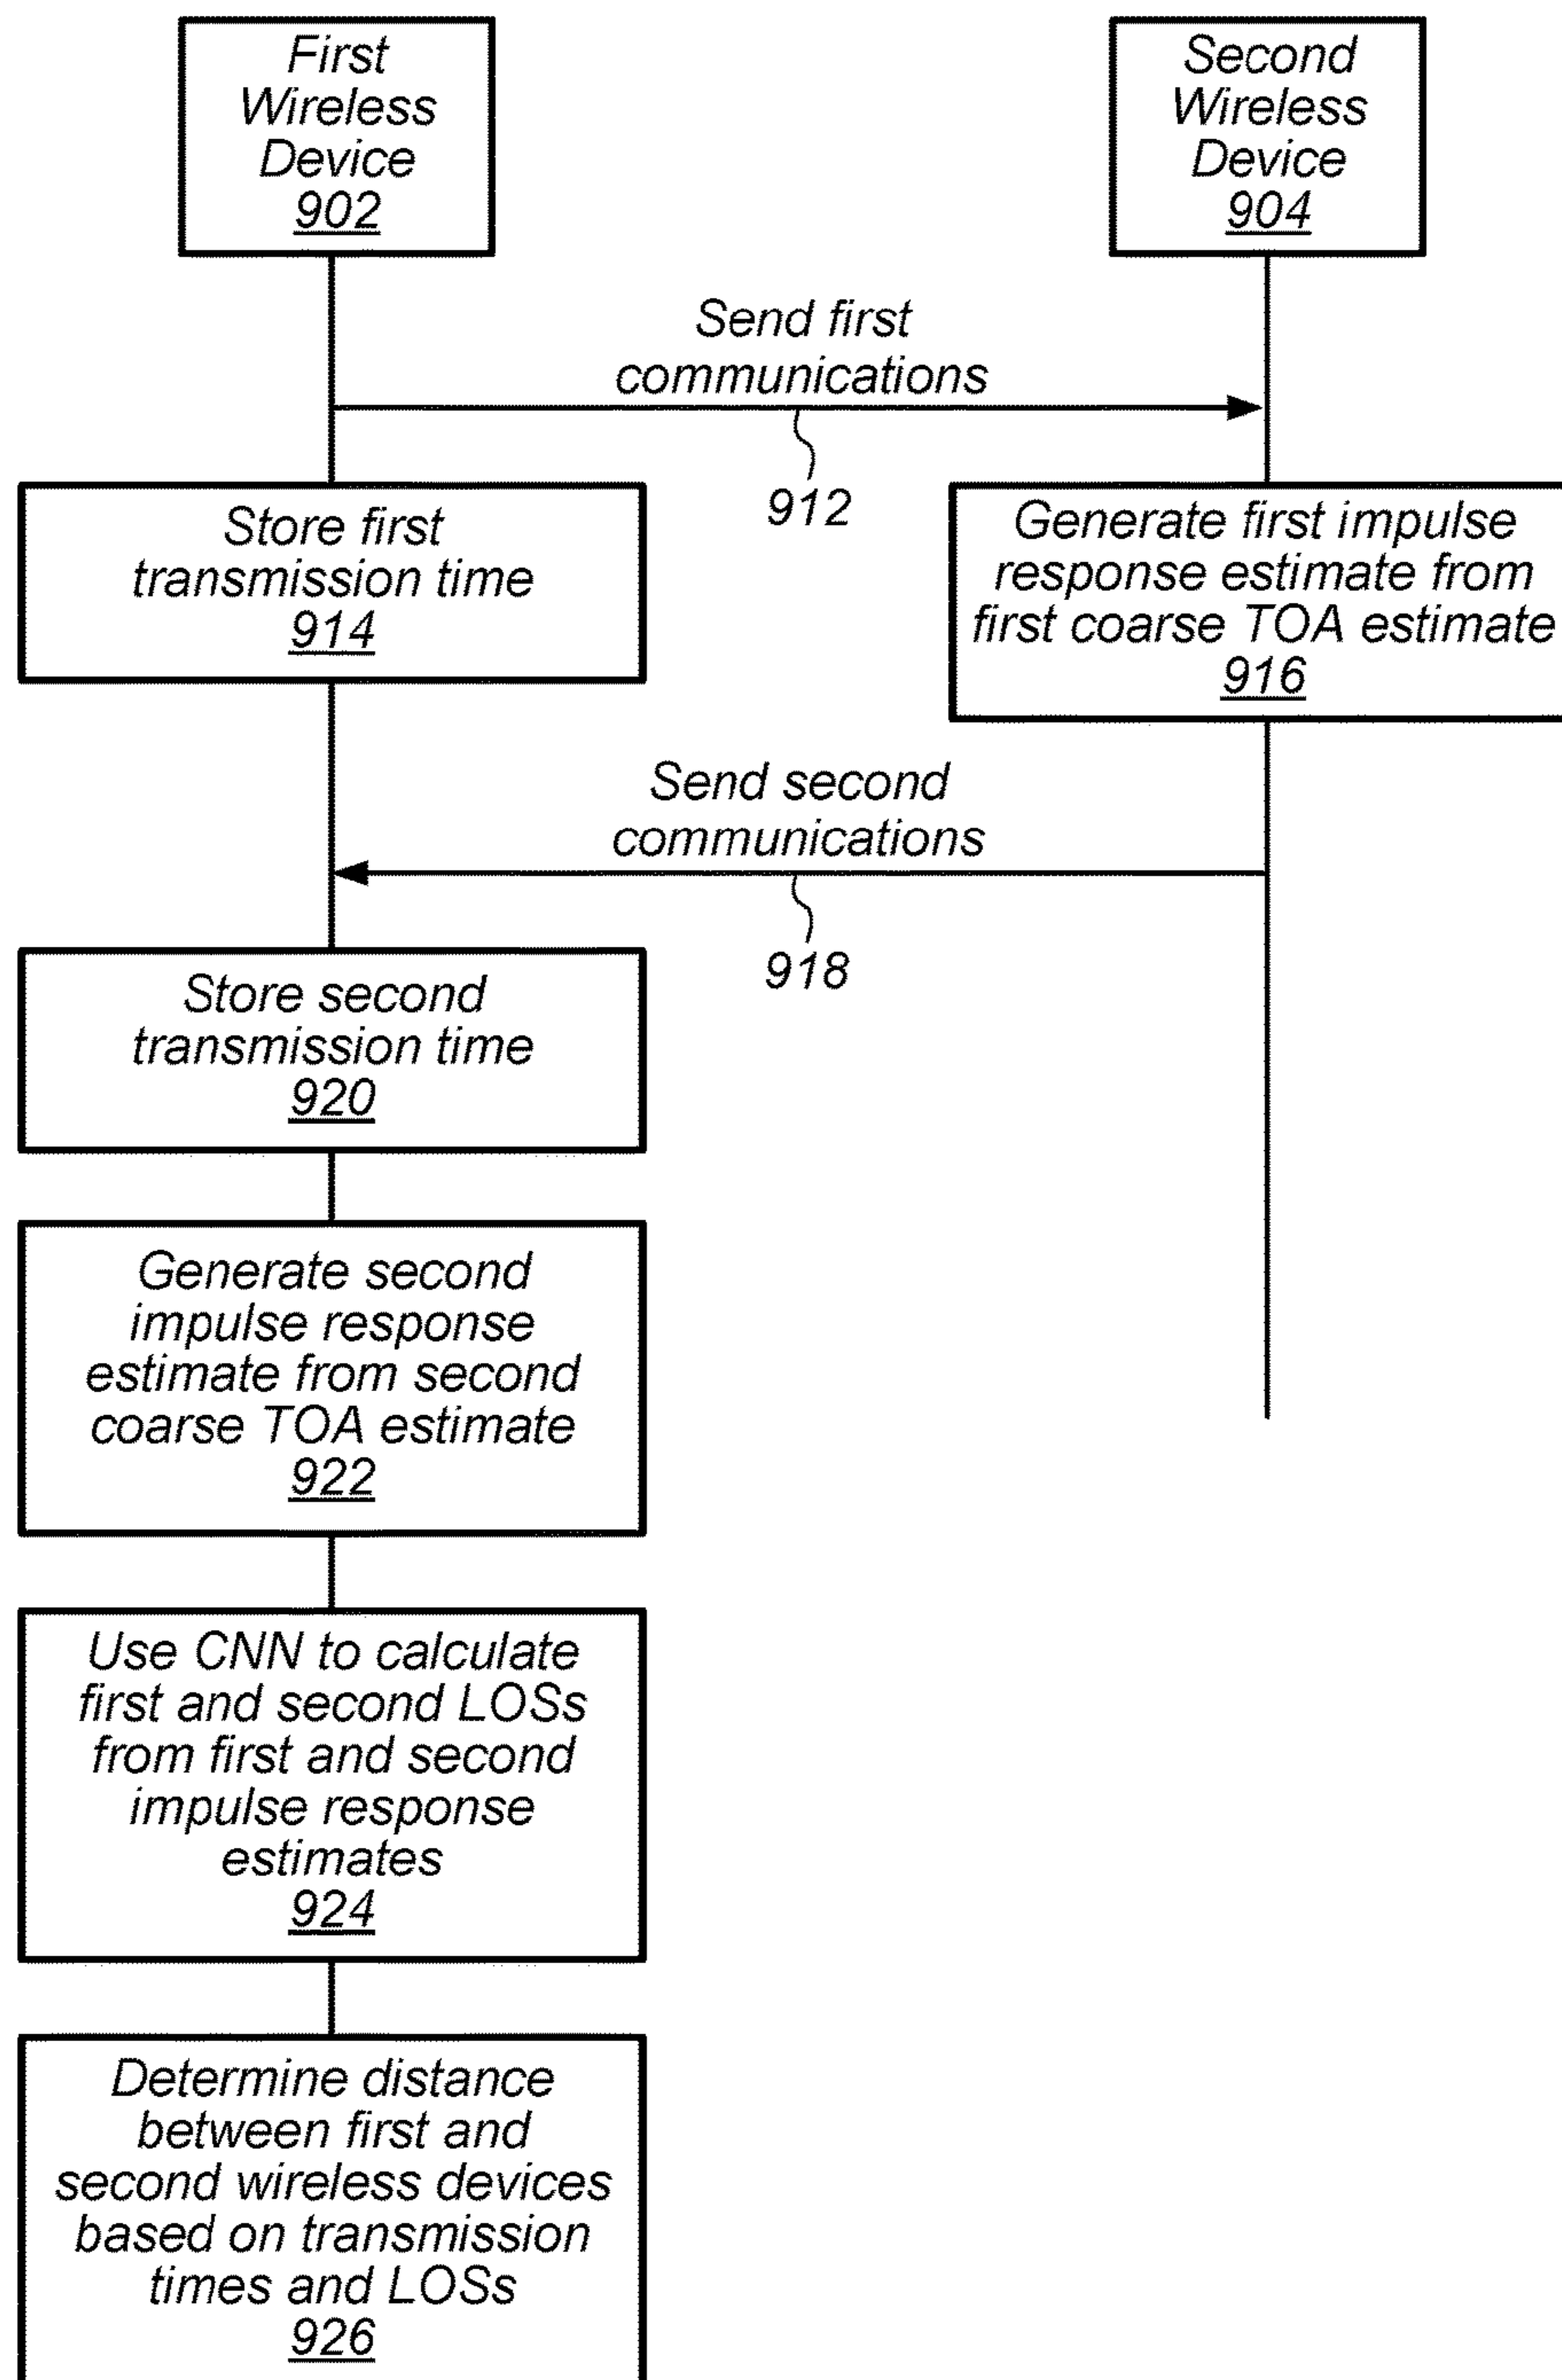 First
Wireless
Device
902
Second
Wireless
Device
904
Send first
communications
912
Store first
transmission time
914
Generate first impulse
response estimate from
first coarse TOA estimate
916
Send second
communications
918
Store second
transmission time
920
Generate second
impulse response
estimate from second
coarse TOA estimate
922
Use CNN to calculate
first and second LOSs
from first and second
impulse response
estimates
924
Determine distance
between first and
second wireless devices
based on transmission
times and LOSs
926